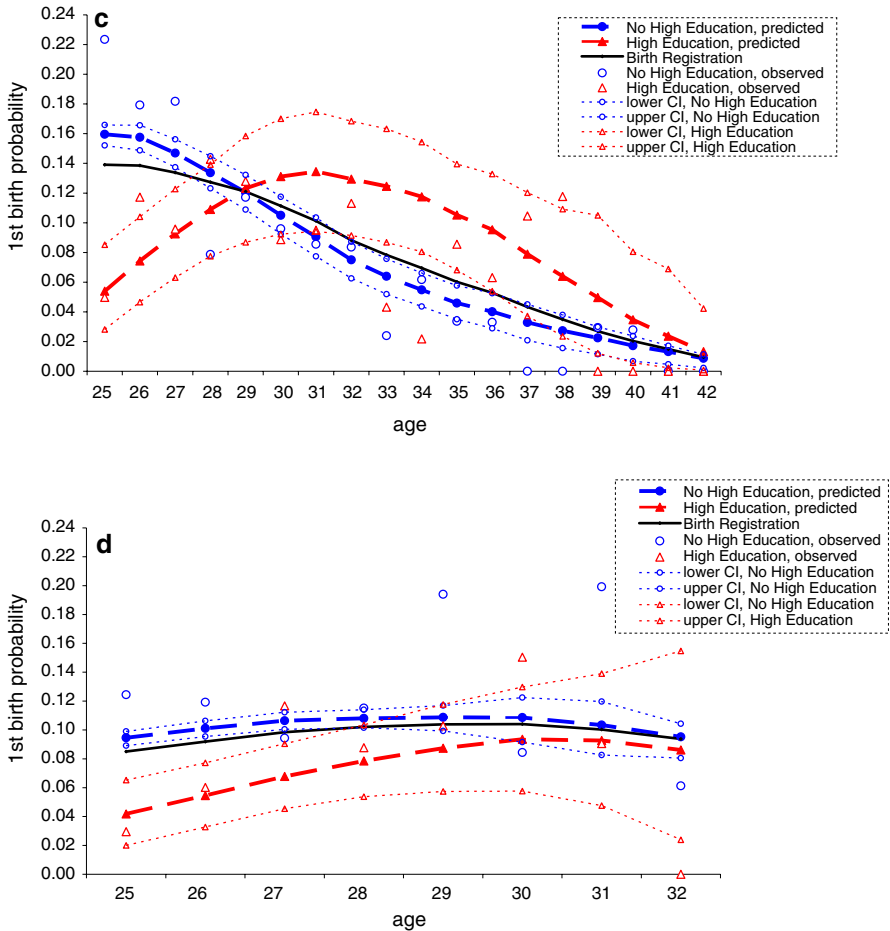 c
No High Education, predicted
High Education, predicted
Birth Registration
No High Education, observed
High Education, observed
lower CI, No High Education
upper CI, No High Education
lower CI, High Education
upper CI, High Education
1st birth probability
0.24
0.22
0.20
0.18
0.16
0.14
0.12
0.10
0.08
0.06
0.04
0.02
0.00
25 26 27 28 29 30 31 32 33 34 35 36 37 38 39 40 41 42
age
d
No High Education, predicted
High Education, predicted
Birth Registration
No High Education, observed
High Education, observed
lower CI, No High Education
upper CI, No High Education
lower CI, No High Education
upper CI, High Education
1st birth probability
0.24
0.22
0.20
0.18
0.16
0.14
0.12
0.10
0.08
0.06
0.04
0.02
0.00
25 26 27 28 29 30 31 32
age